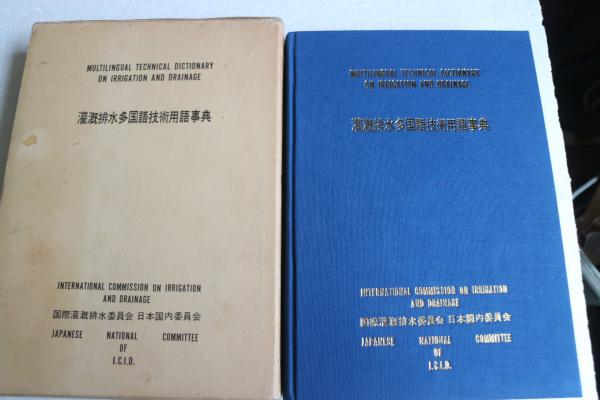 MULTILINGUAL TECHNICAL DICTIONARY
ON IRRIGATION AND DRAINAGE
灌漑排水多国語技術用語事典
INTERNATIONAL COMMISSION ON IRRIGATION
AND DRAINAGE
国際灌漑排水委員会 日本国内委員会
JAPANESE NATIONAL COMMITTEE
OF
I.C.I.D.
MULTILINGUAL TECHNICAL DICTIONARY
ON IRRIGATION AND DRAINAGE
灌漑排水多国語技術用語事典
INTERNATIONAL COMMISSION ON IRRIGATION
AND DRAINAGE
国際灌漑排水委員会 日本国内委員会
JAPANESE NATIONAL COMMITTEE
OF
I.C.I.D.